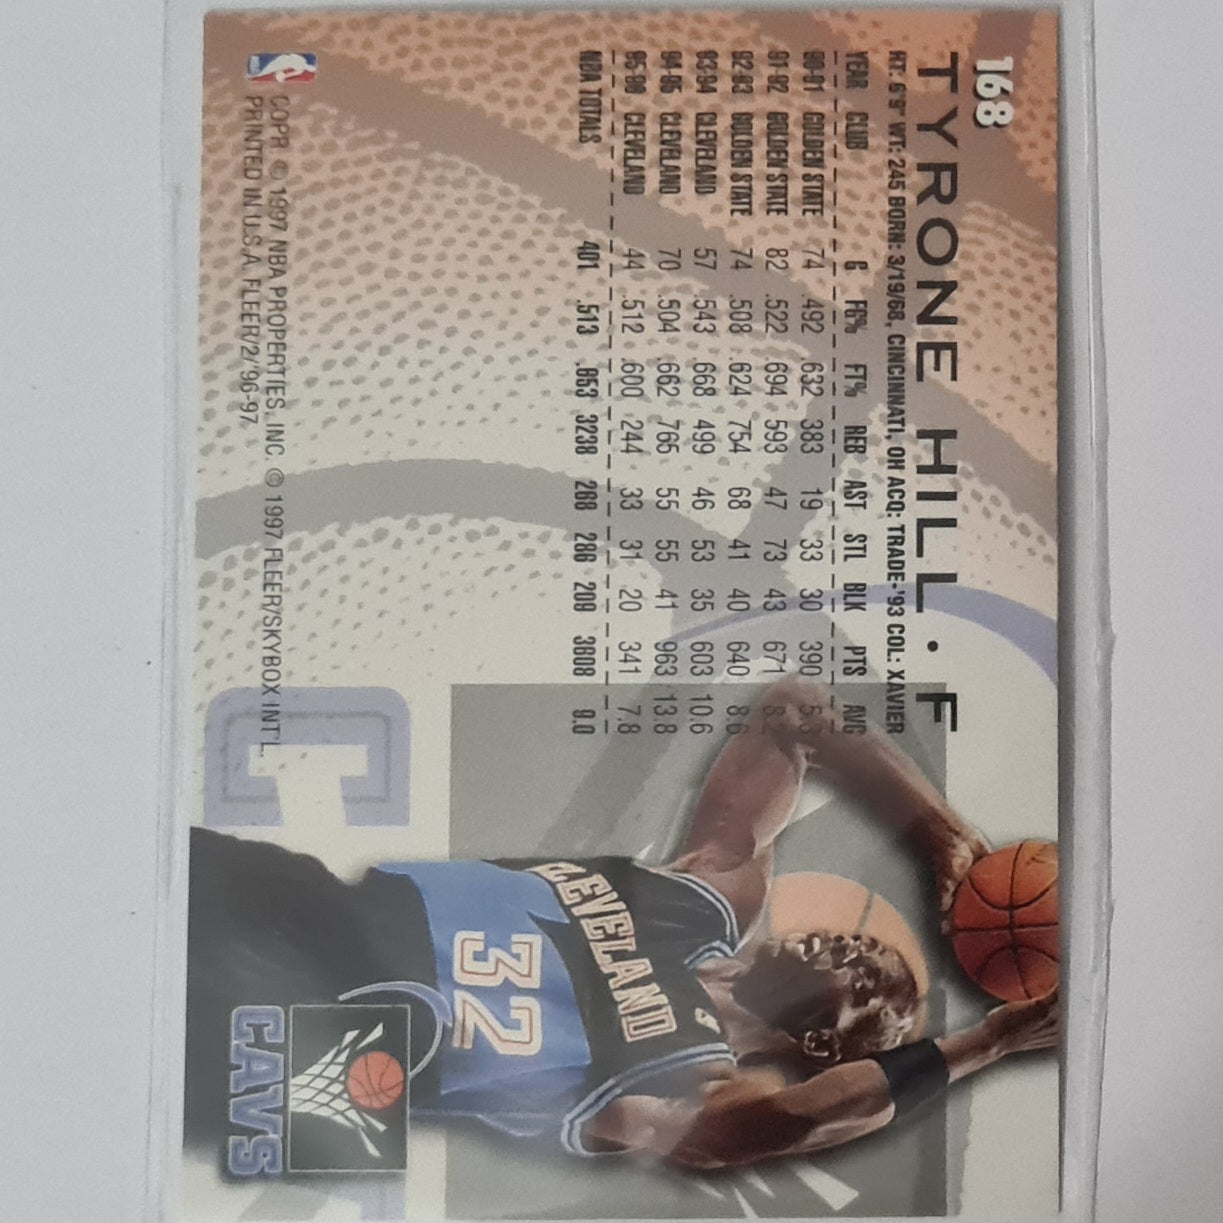 168
TYRONE HILL • F
HT: 6'9" WT: 245 BORN: 3/19/68, CINCINNATI, OH ACQ: TRADE-'93 COL: XAVIER
YEAR CLUB G FG% FT% REB AST STL BLK PTS AVG
90-91 GOLDEN STATE 74 .492 .632 383 19 33 30 390 5.3
91-92 GOLDEN STATE 82 .522 .694 593 47 73 43 671 8.2
92-93 GOLDEN STATE 74 .508 .624 754 68 41 40 640 8.6
93-94 CLEVELAND 57 .543 .668 499 46 53 35 603 10.6
94-95 CLEVELAND 70 .504 .662 765 55 55 41 963 13.8
95-96 CLEVELAND 44 .512 .600 244 33 31 20 341 7.8
NBA TOTALS 401 .513 .653 3238 268 286 209 3608 9.0
COPR. © 1997 NBA PROPERTIES, INC. © 1997 FLEER/SKYBOX INT'L.
PRINTED IN U.S.A. FLEER/2/'96-97
CLEVELAND
32
C
CAVS